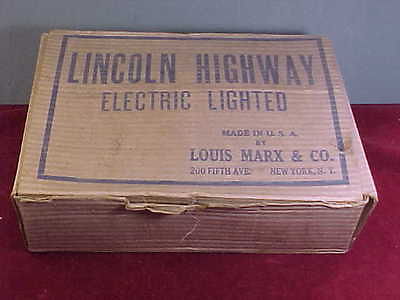 LINCOLN HIGHWAY
ELECTRIC LIGHTED
MADE IN U. S. A.
BY
LOUIS MARX & CO.
200 FIFTH AVE. NEW YORK, N. Y.